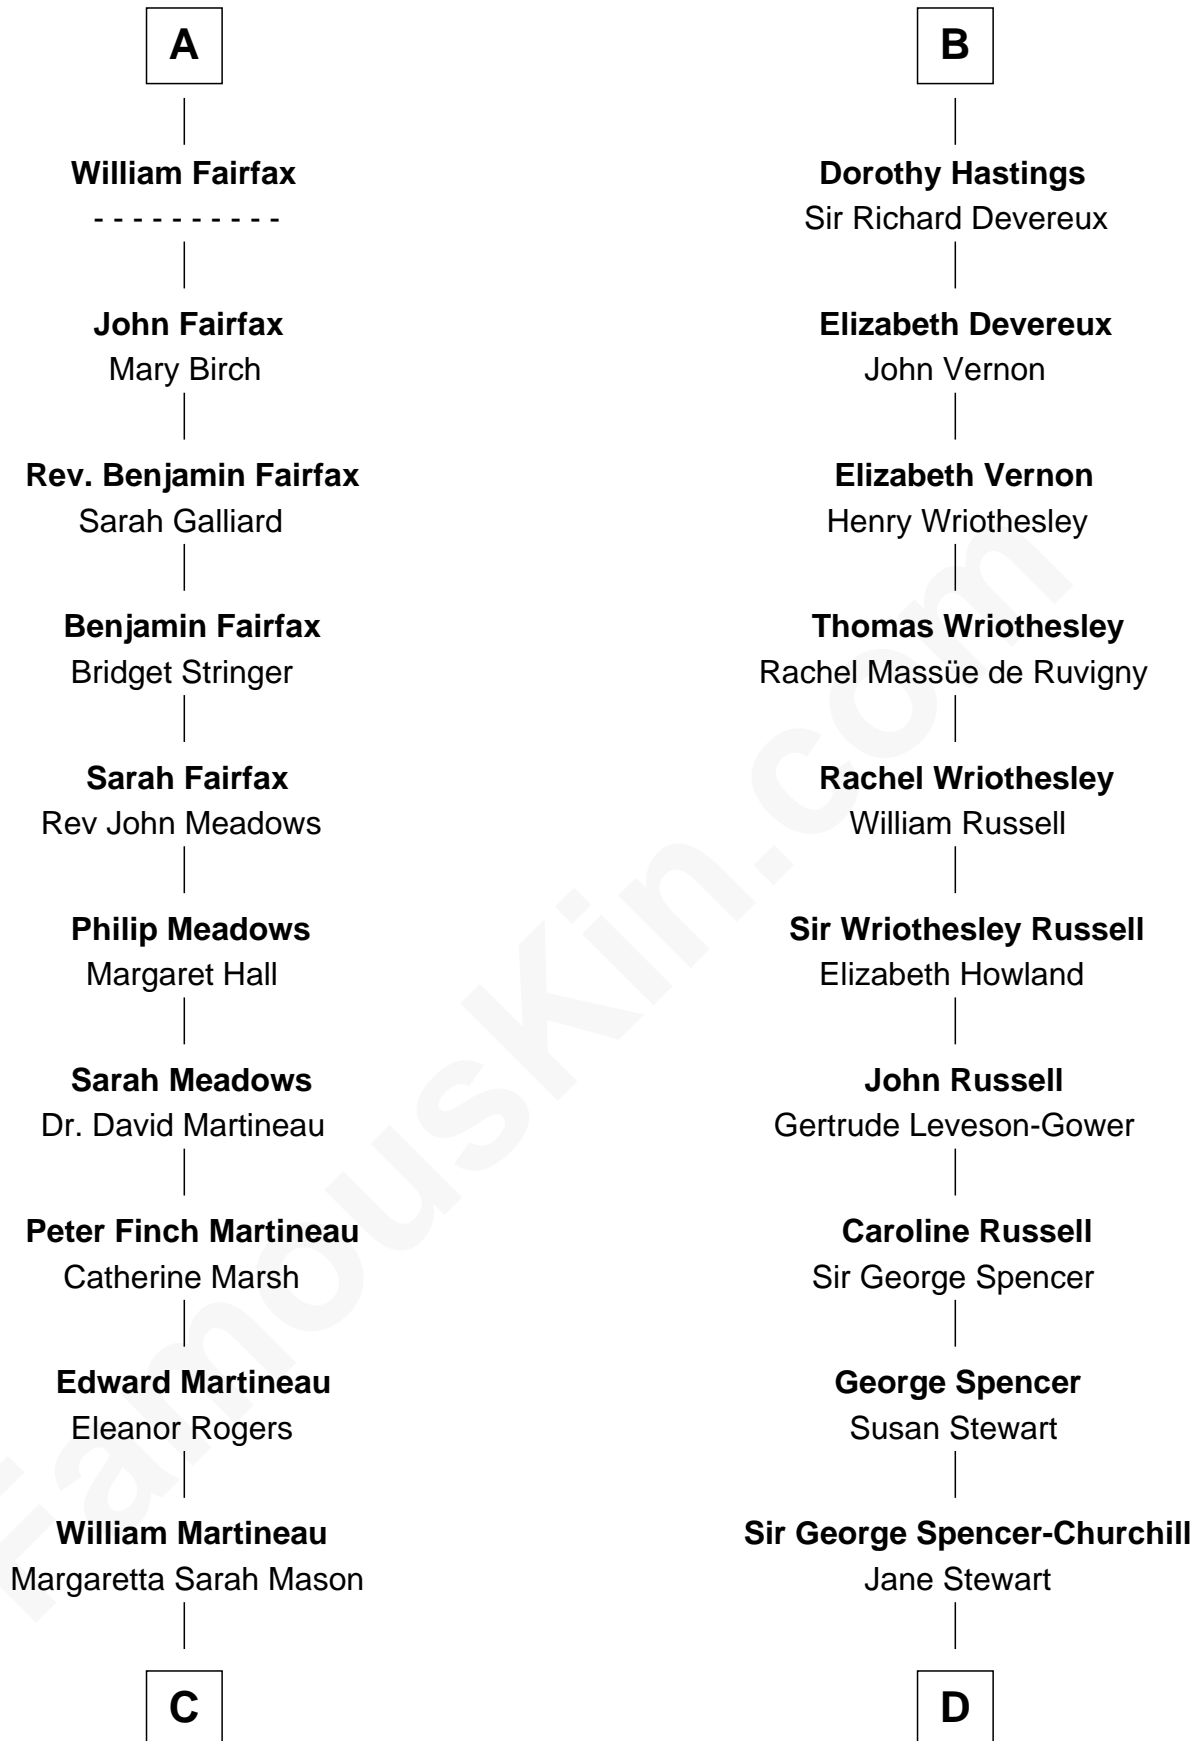 A
William Fairfax
- - - - - - - - - -
John Fairfax
Mary Birch
Rev. Benjamin Fairfax
Sarah Galliard
Benjamin Fairfax
Bridget Stringer
Sarah Fairfax
Rev John Meadows
Philip Meadows
Margaret Hall
Sarah Meadows
Dr. David Martineau
Peter Finch Martineau
Catherine Marsh
Edward Martineau
Eleanor Rogers
William Martineau
Margaretta Sarah Mason
C
B
Dorothy Hastings
Sir Richard Devereux
Elizabeth Devereux
John Vernon
Elizabeth Vernon
Henry Wriothesley
Thomas Wriothesley
Rachel Massüe de Ruvigny
Rachel Wriothesley
William Russell
Sir Wriothesley Russell
Elizabeth Howland
John Russell
Gertrude Leveson-Gower
Caroline Russell
Sir George Spencer
George Spencer
Susan Stewart
Sir George Spencer-Churchill
Jane Stewart
D
FamousKin.com